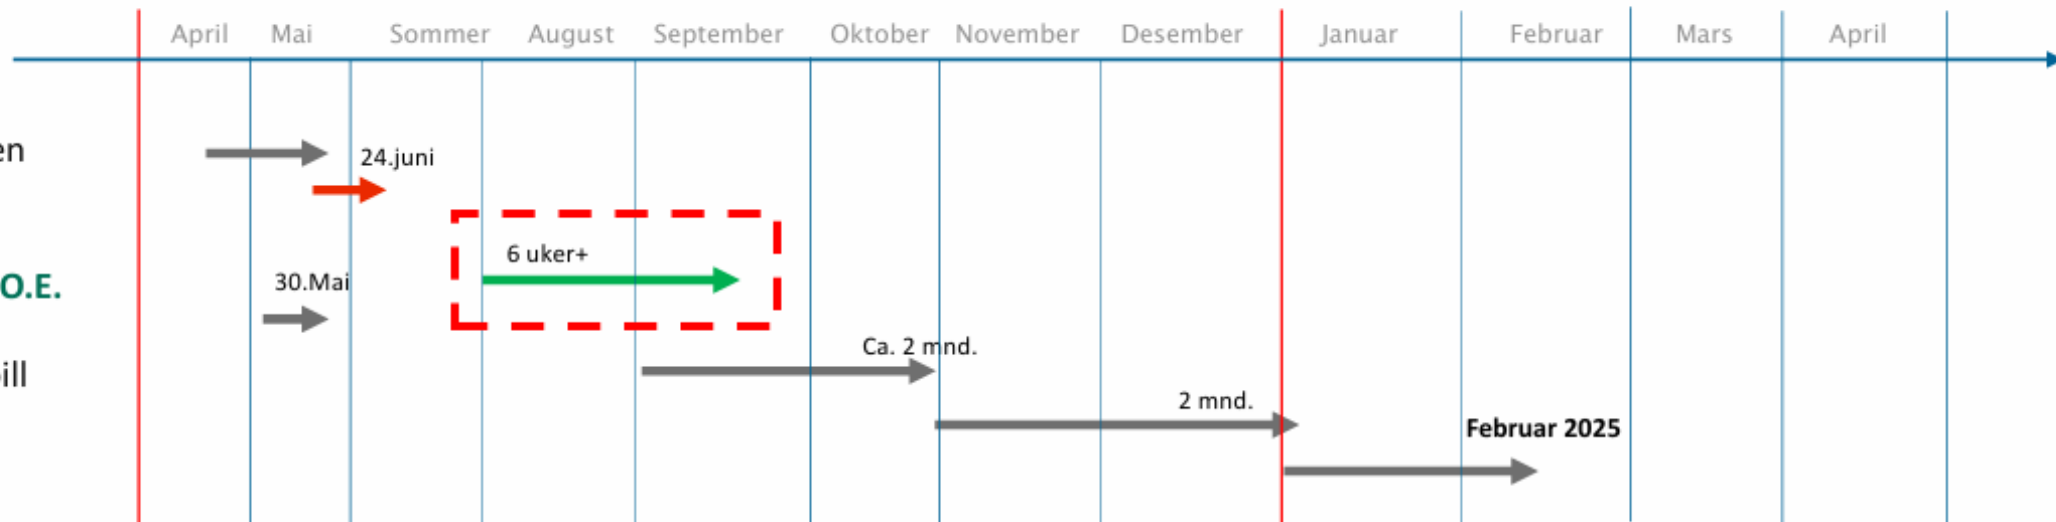 April Mai Sommer August September Oktober November Desember Januar Februar Mars April
en
24.juni
6 uker+
O.E.
30.Mai
Ca. 2 mnd.
ill
2 mnd.
Februar 2025